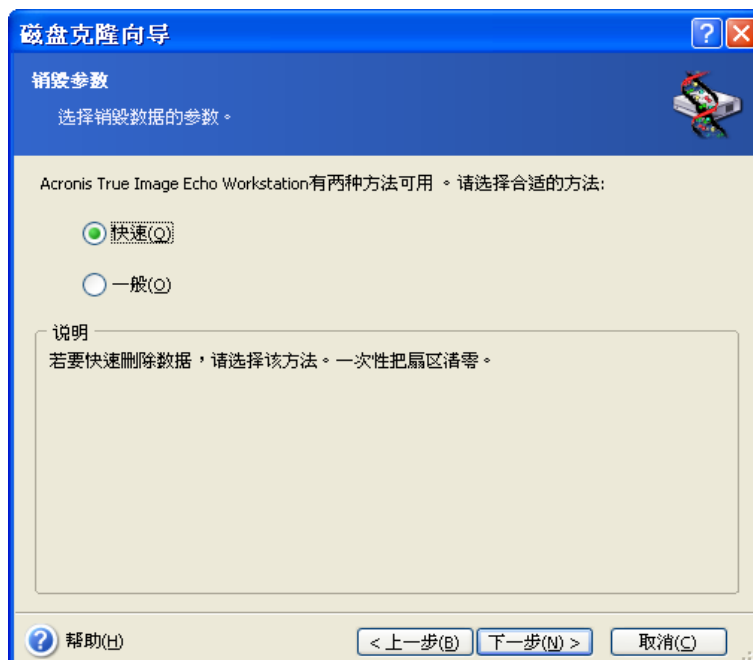 磁盘克隆向导
销毁参数
选择销毁数据的参数。
Acronis True Image Echo Workstation有两种方法可用。请选择合适的方法:
快速(Q)
一般(O)
说明
若要快速删除数据，请选择该方法。一次性把扇区清零。
帮助(H)
< 上一步(B)
下一步(N) >
取消(C)